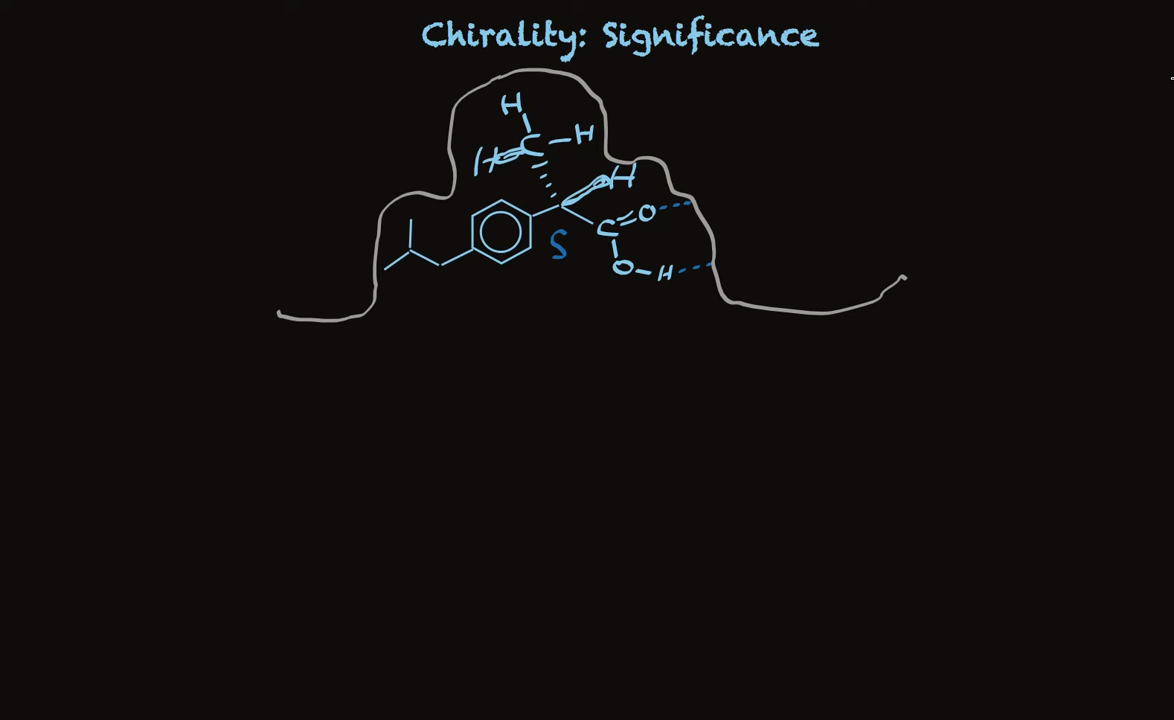 Chirality: Significance
H
C H
H
H
C O
S
O H